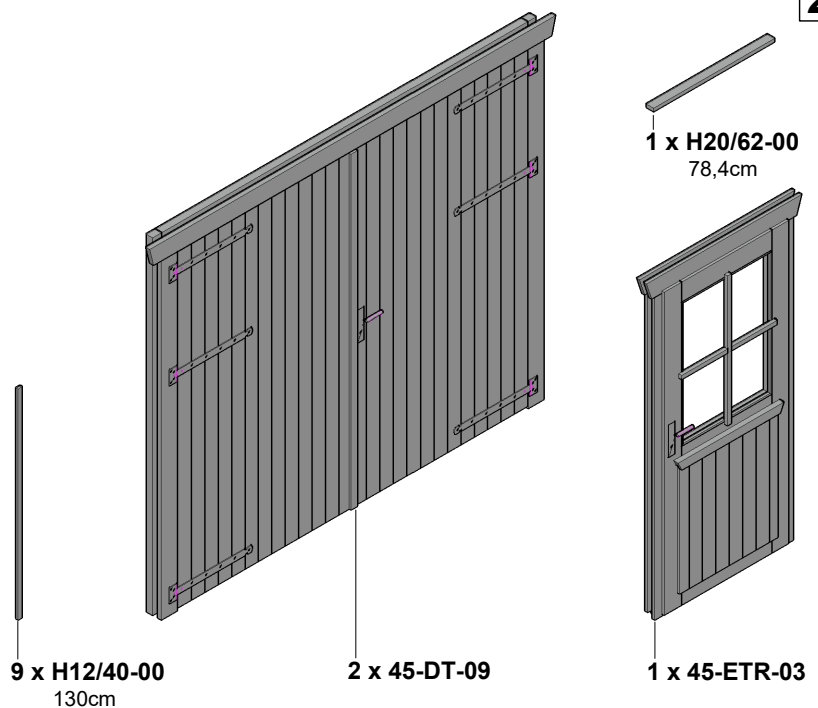 1 x H20/62-00
78,4cm
9 x H12/40-00
130cm
2 x 45-DT-09
1 x 45-ETR-03